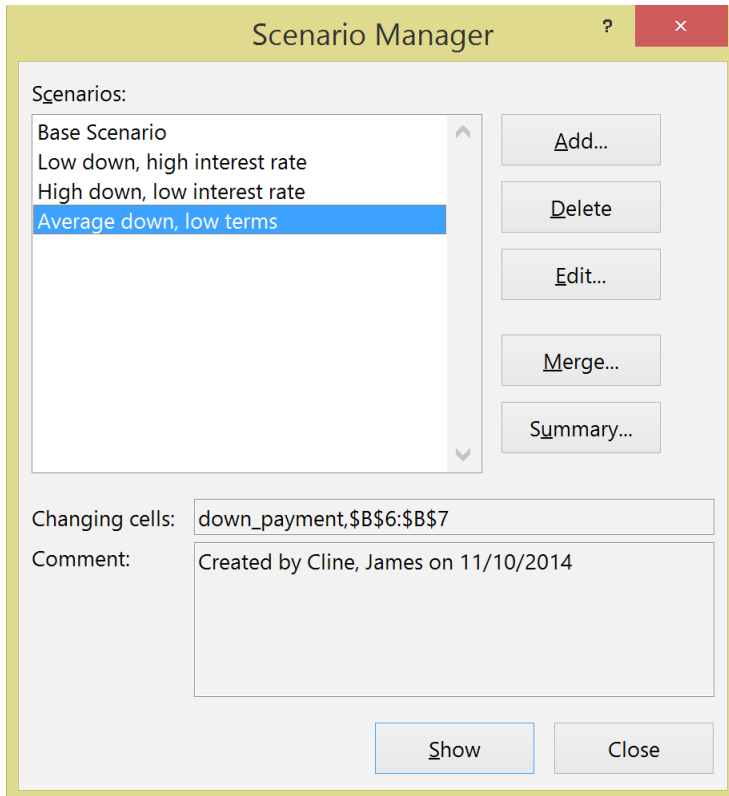 Scenario Manager
?
×
Scenarios:
Base Scenario
Low down, high interest rate
High down, low interest rate
Average down, low terms
Add...
Delete
Edit...
Merge...
Summary...
Changing cells:
down_payment,$B$6:$B$7
Comment:
Created by Cline, James on 11/10/2014
Show
Close